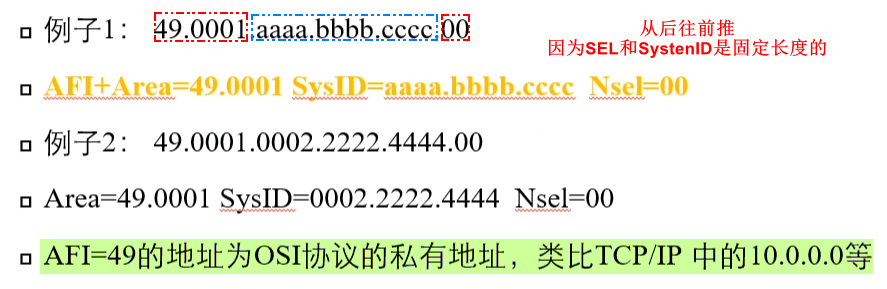 例子1： 49.0001.aaaa.bbbb.cccc.00
从后往前推
因为SEL和SystenID是固定长度的
AFI+Area=49.0001 SysID=aaaa.bbbb.cccc Nsel=00
例子2： 49.0001.0002.2222.4444.00
Area=49.0001 SysID=0002.2222.4444 Nsel=00
AFI=49的地址为OSI协议的私有地址，类比TCP/IP 中的10.0.0.0等